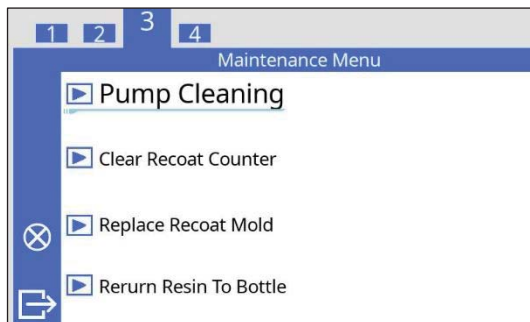 1 2 3 4
Maintenance Menu
Pump Cleaning
Clear Recoat Counter
Replace Recoat Mold
Rerurn Resin To Bottle